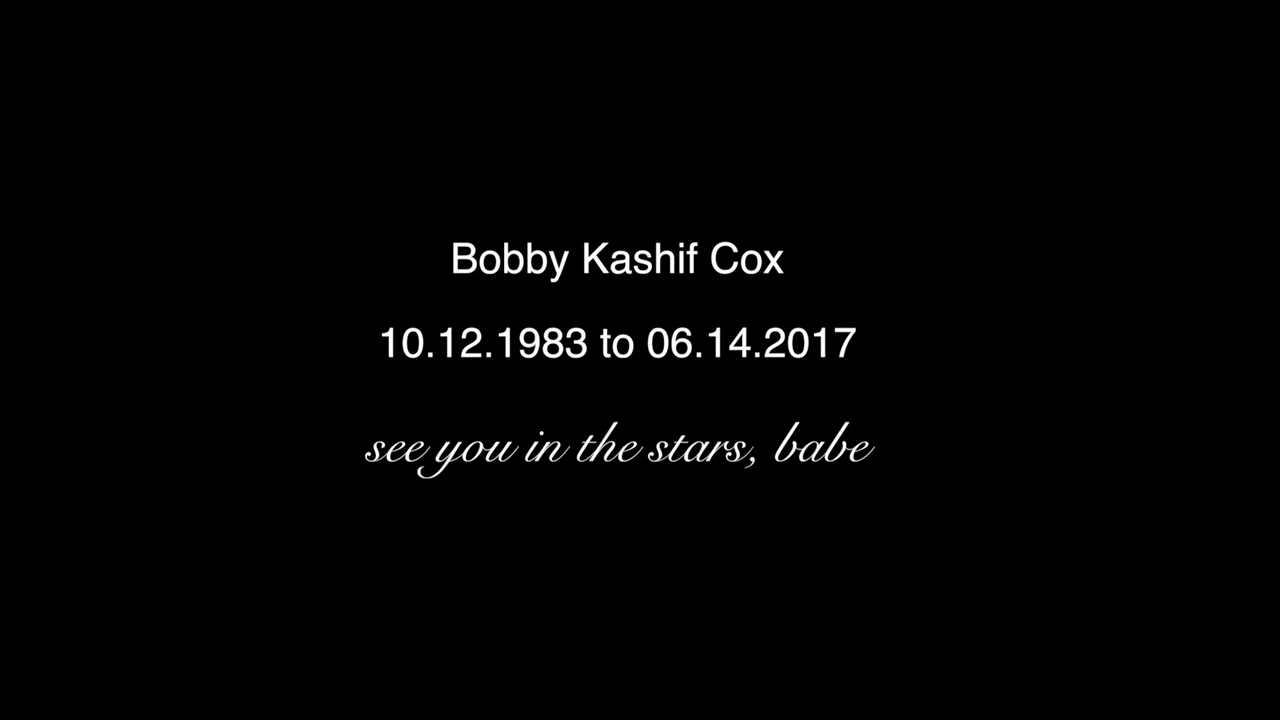 Bobby Kashif Cox
10.12.1983 to 06.14.2017
see you in the stars, babe